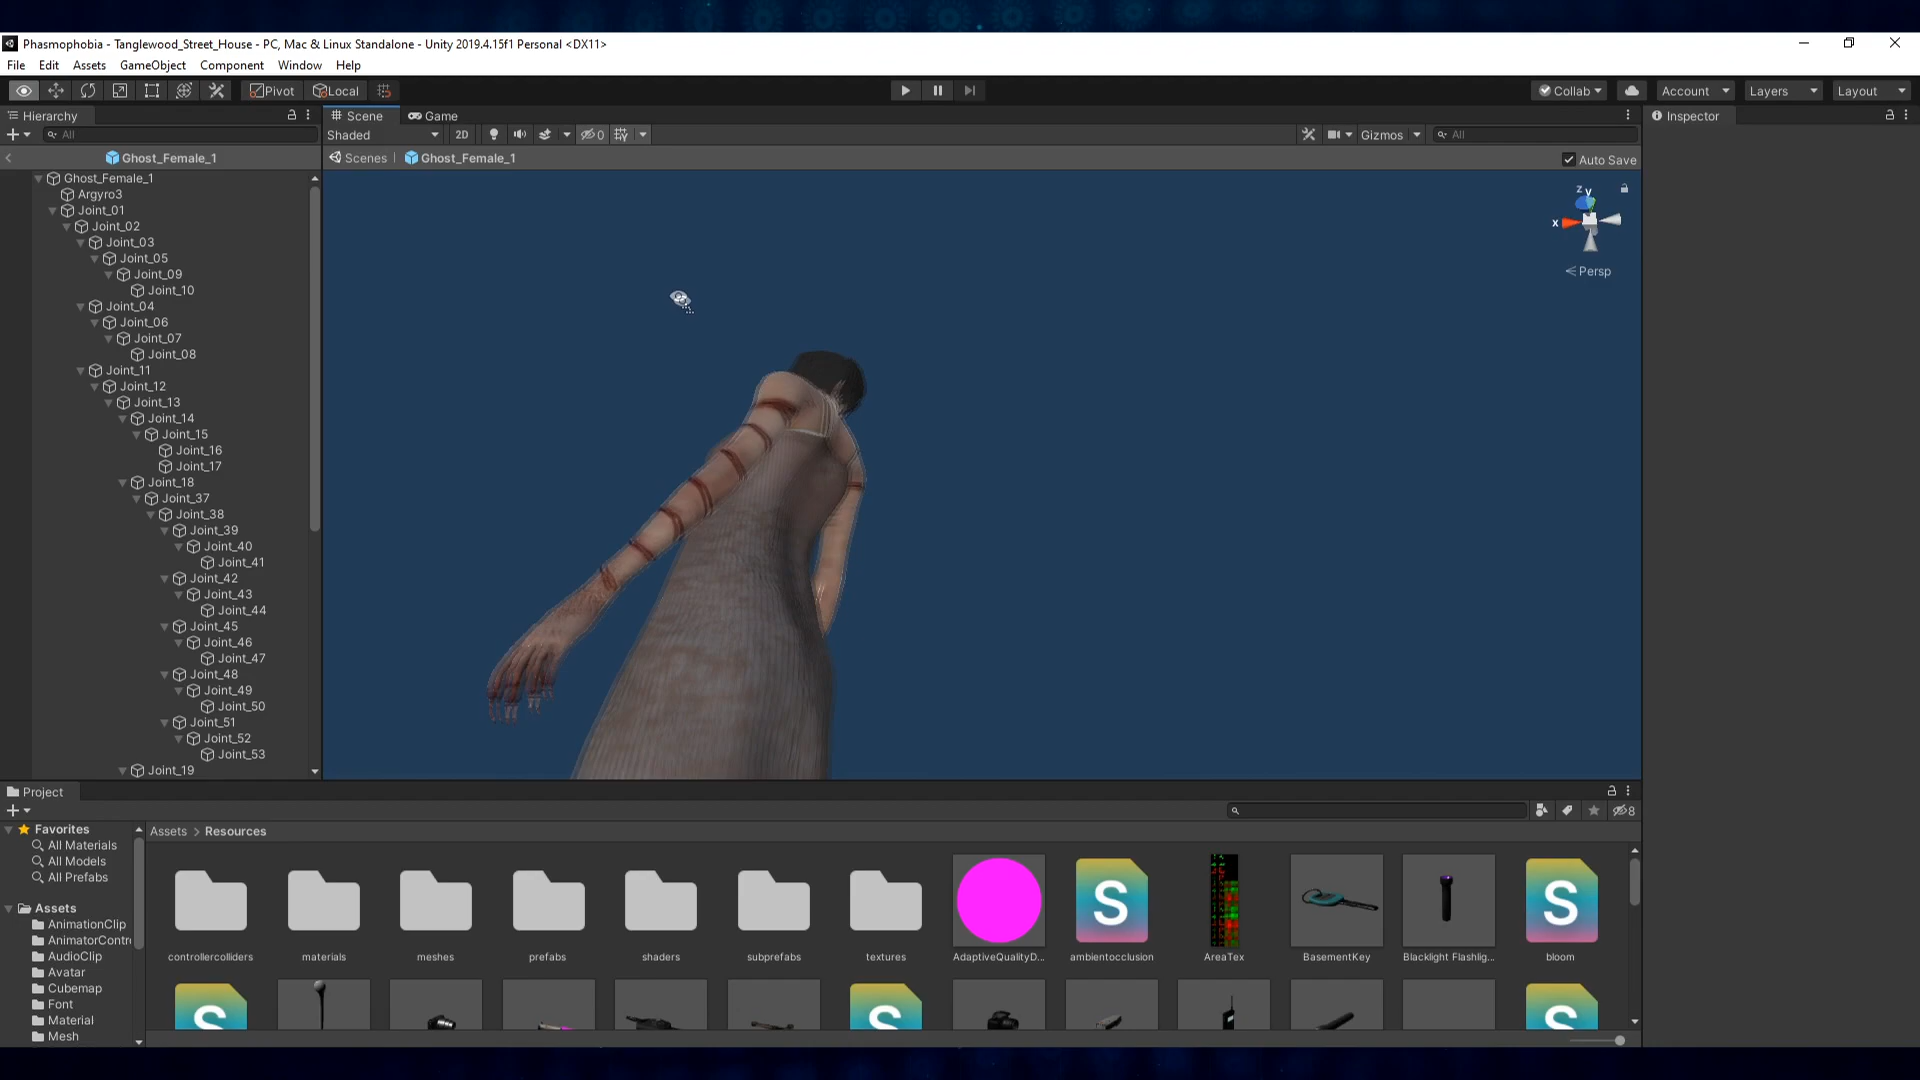 Phasmophobia - Tanglewood_Street_House - PC, Mac & Linux Standalone - Unity 2019.4.15f1 Personal <DX11>
File Edit Assets GameObject Component Window Help
Pivot Local Collab Account Layers Layout
Hierarchy Scene Game Inspector
All Shaded 2D 0 Gizmos All
Ghost_Female_1 Scenes Ghost_Female_1 Auto Save
Ghost_Female_1
Argyro3
Joint_01
Joint_02
Joint_03
Joint_05
Joint_09
Joint_10
Joint_04
Joint_06
Joint_07
Joint_08
Joint_11
Joint_12
Joint_13
Joint_14
Joint_15
Joint_16
Joint_17
Joint_18
Joint_37
Joint_38
Joint_39
Joint_40
Joint_41
Joint_42
Joint_43
Joint_44
Joint_45
Joint_46
Joint_47
Joint_48
Joint_49
Joint_50
Joint_51
Joint_52
Joint_53
Joint_19
z y
x
< Persp
Project
8
Favorites
All Materials
All Models
All Prefabs
Assets
AnimationClip
AnimatorContr
AudioClip
Avatar
Cubemap
Font
Material
Mesh
Assets > Resources
S S
controllercolliders materials meshes prefabs shaders subprefabs textures AdaptiveQualityD... ambientocclusion AreaTex BasementKey Blacklight Flashlig... bloom
S S S